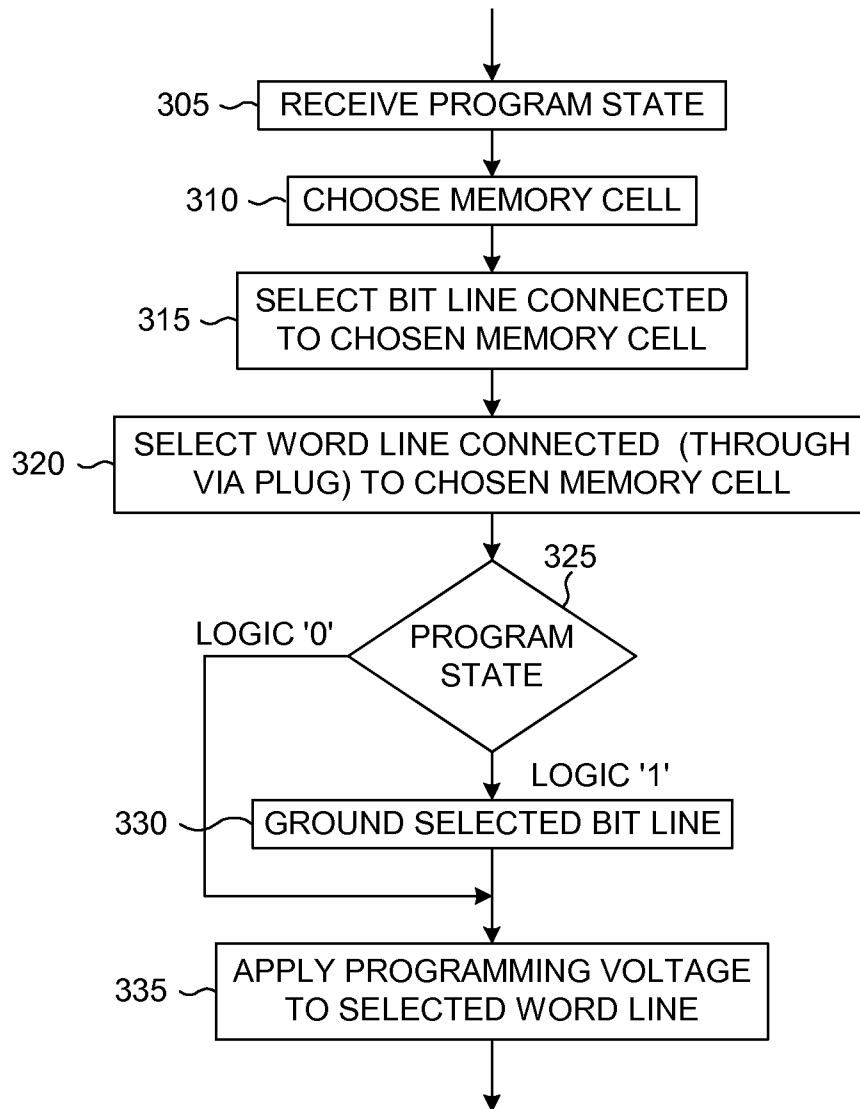 305
RECEIVE PROGRAM STATE
310
CHOOSE MEMORY CELL
315
SELECT BIT LINE CONNECTED
TO CHOSEN MEMORY CELL
320
SELECT WORD LINE CONNECTED (THROUGH
VIA PLUG) TO CHOSEN MEMORY CELL
325
LOGIC '0'
PROGRAM
STATE
LOGIC '1'
330
GROUND SELECTED BIT LINE
335
APPLY PROGRAMMING VOLTAGE
TO SELECTED WORD LINE